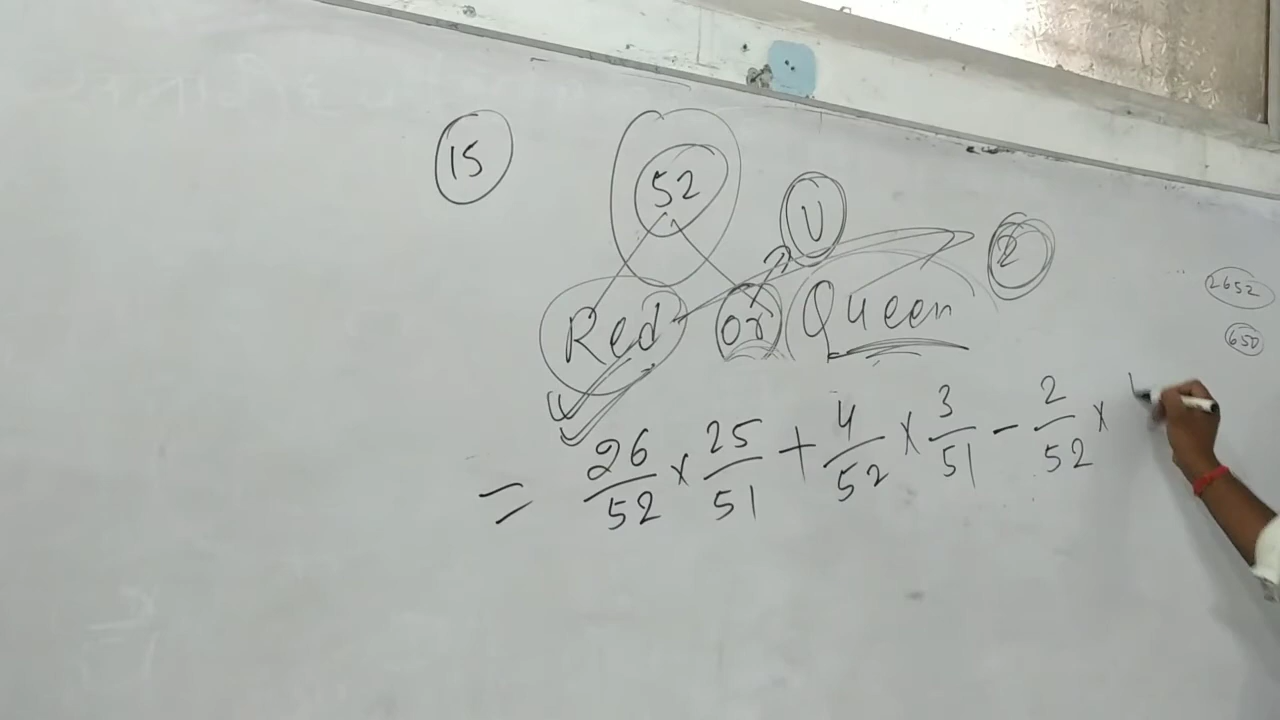 15
52
U
2
Red or Queen
2652
650
= 26/52 × 25/51 + 4/52 × 3/51 - 2/52 ×